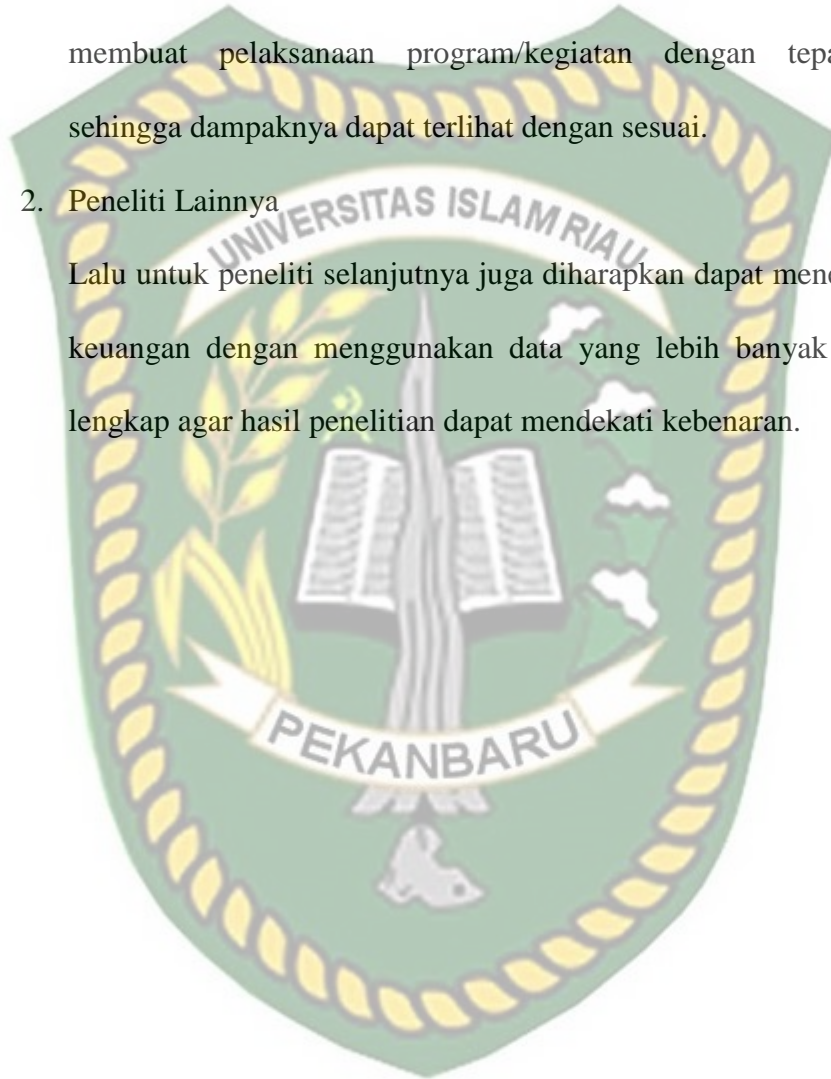 membuat pelaksanaan program/kegiatan dengan
sehingga dampaknya dapat terlihat dengan sesuai.
2. Peneliti Lainnya
UNIVERSITAS ISLAM RIAU
Lalu untuk peneliti selanjutnya juga diharapkan dapat
keuangan dengan menggunakan data yang lebih banyak
lengkap agar hasil penelitian dapat mendekati kebenaran.
PEKANBARU